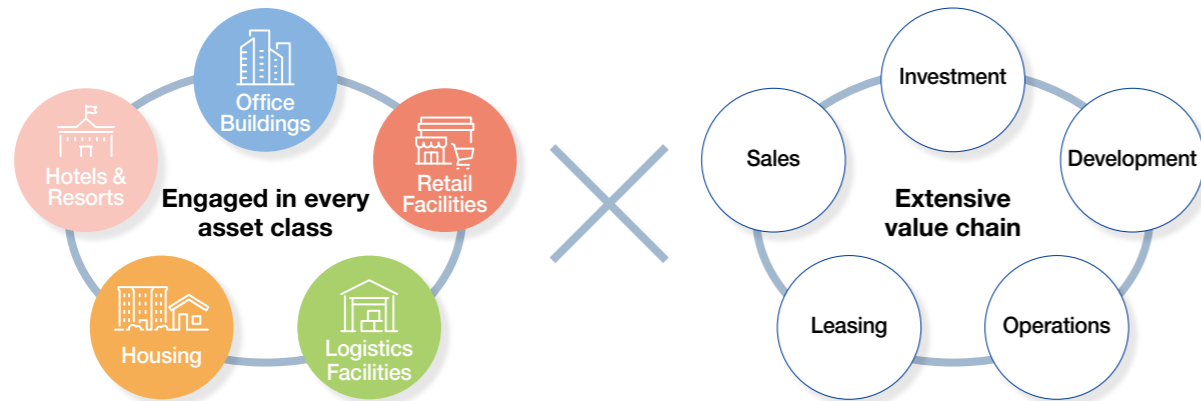 Office
Buildings
Hotels &
Resorts
Retail
Facilities
Engaged in every
asset class
Housing
Logistics
Facilities
Investment
Sales
Development
Extensive
value chain
Leasing
Operations